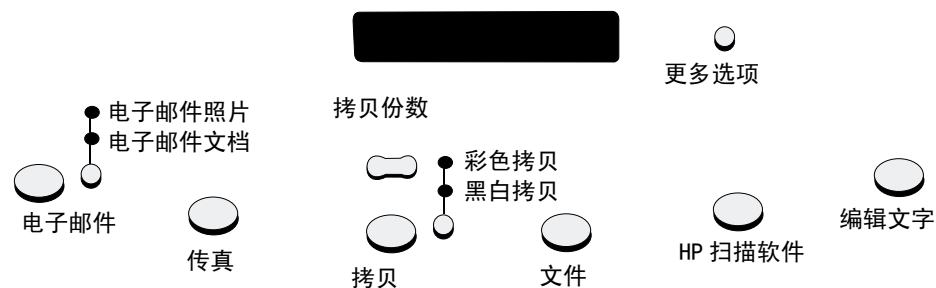 更多选项
电子邮件照片
拷贝份数
电子邮件文档
彩色拷贝
黑白拷贝
电子邮件
编辑文字
传真
拷贝
文件
HP 扫描软件